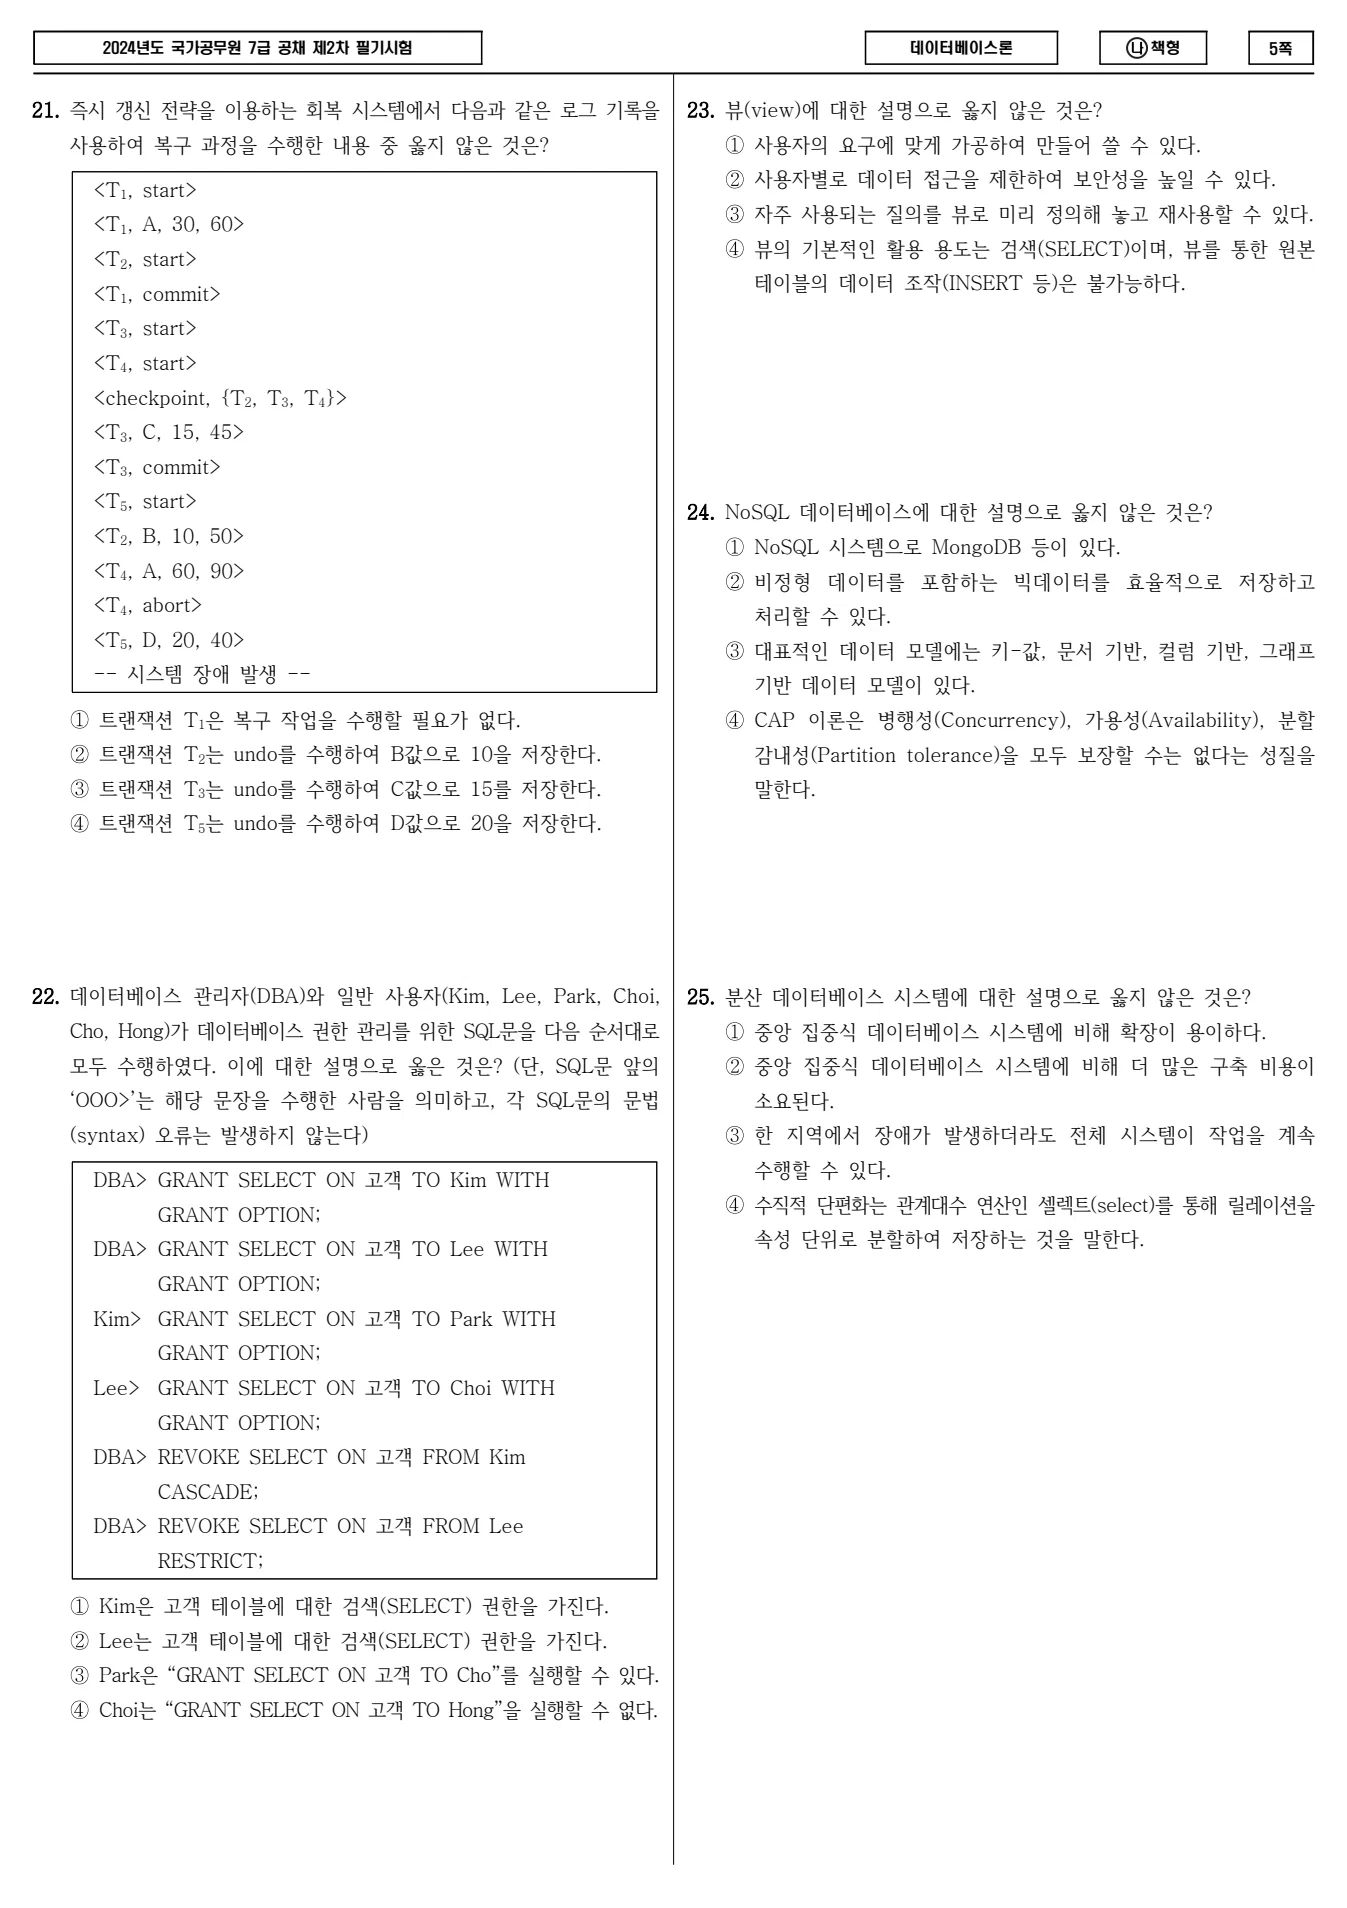 2024년도 국가공무원 7급 공채 제2차 필기시험
데이터베이스론
㉯책형
5쪽
21. 즉시 갱신 전략을 이용하는 회복 시스템에서 다음과 같은 로그 기록을
사용하여 복구 과정을 수행한 내용 중 옳지 않은 것은?
<T₁, start>
<T₁, A, 30, 60>
<T₂, start>
<T₁, commit>
<T₃, start>
<T₄, start>
<checkpoint, {T₂, T₃, T₄}>
<T₃, C, 15, 45>
<T₃, commit>
<T₅, start>
<T₂, B, 10, 50>
<T₄, A, 60, 90>
<T₄, abort>
<T₅, D, 20, 40>
-- 시스템 장애 발생 --
① 트랜잭션 T₁은 복구 작업을 수행할 필요가 없다.
② 트랜잭션 T₂는 undo를 수행하여 B값으로 10을 저장한다.
③ 트랜잭션 T₃는 undo를 수행하여 C값으로 15를 저장한다.
④ 트랜잭션 T₅는 undo를 수행하여 D값으로 20을 저장한다.
22. 데이터베이스 관리자(DBA)와 일반 사용자(Kim, Lee, Park, Choi,
Cho, Hong)가 데이터베이스 권한 관리를 위한 SQL문을 다음 순서대로
모두 수행하였다. 이에 대한 설명으로 옳은 것은? (단, SQL문 앞의
‘OOO>’는 해당 문장을 수행한 사람을 의미하고, 각 SQL문의 문법
(syntax) 오류는 발생하지 않는다)
DBA> GRANT SELECT ON 고객 TO Kim WITH
GRANT OPTION;
DBA> GRANT SELECT ON 고객 TO Lee WITH
GRANT OPTION;
Kim> GRANT SELECT ON 고객 TO Park WITH
GRANT OPTION;
Lee> GRANT SELECT ON 고객 TO Choi WITH
GRANT OPTION;
DBA> REVOKE SELECT ON 고객 FROM Kim
CASCADE;
DBA> REVOKE SELECT ON 고객 FROM Lee
RESTRICT;
① Kim은 고객 테이블에 대한 검색(SELECT) 권한을 가진다.
② Lee는 고객 테이블에 대한 검색(SELECT) 권한을 가진다.
③ Park은 “GRANT SELECT ON 고객 TO Cho”를 실행할 수 있다.
④ Choi는 “GRANT SELECT ON 고객 TO Hong”을 실행할 수 없다.
23. 뷰(view)에 대한 설명으로 옳지 않은 것은?
① 사용자의 요구에 맞게 가공하여 만들어 쓸 수 있다.
② 사용자별로 데이터 접근을 제한하여 보안성을 높일 수 있다.
③ 자주 사용되는 질의를 뷰로 미리 정의해 놓고 재사용할 수 있다.
④ 뷰의 기본적인 활용 용도는 검색(SELECT)이며, 뷰를 통한 원본
테이블의 데이터 조작(INSERT 등)은 불가능하다.
24. NoSQL 데이터베이스에 대한 설명으로 옳지 않은 것은?
① NoSQL 시스템으로 MongoDB 등이 있다.
② 비정형 데이터를 포함하는 빅데이터를 효율적으로 저장하고
처리할 수 있다.
③ 대표적인 데이터 모델에는 키-값, 문서 기반, 컬럼 기반, 그래프
기반 데이터 모델이 있다.
④ CAP 이론은 병행성(Concurrency), 가용성(Availability), 분할
감내성(Partition tolerance)을 모두 보장할 수는 없다는 성질을
말한다.
25. 분산 데이터베이스 시스템에 대한 설명으로 옳지 않은 것은?
① 중앙 집중식 데이터베이스 시스템에 비해 확장이 용이하다.
② 중앙 집중식 데이터베이스 시스템에 비해 더 많은 구축 비용이
소요된다.
③ 한 지역에서 장애가 발생하더라도 전체 시스템이 작업을 계속
수행할 수 있다.
④ 수직적 단편화는 관계대수 연산인 셀렉트(select)를 통해 릴레이션을
속성 단위로 분할하여 저장하는 것을 말한다.